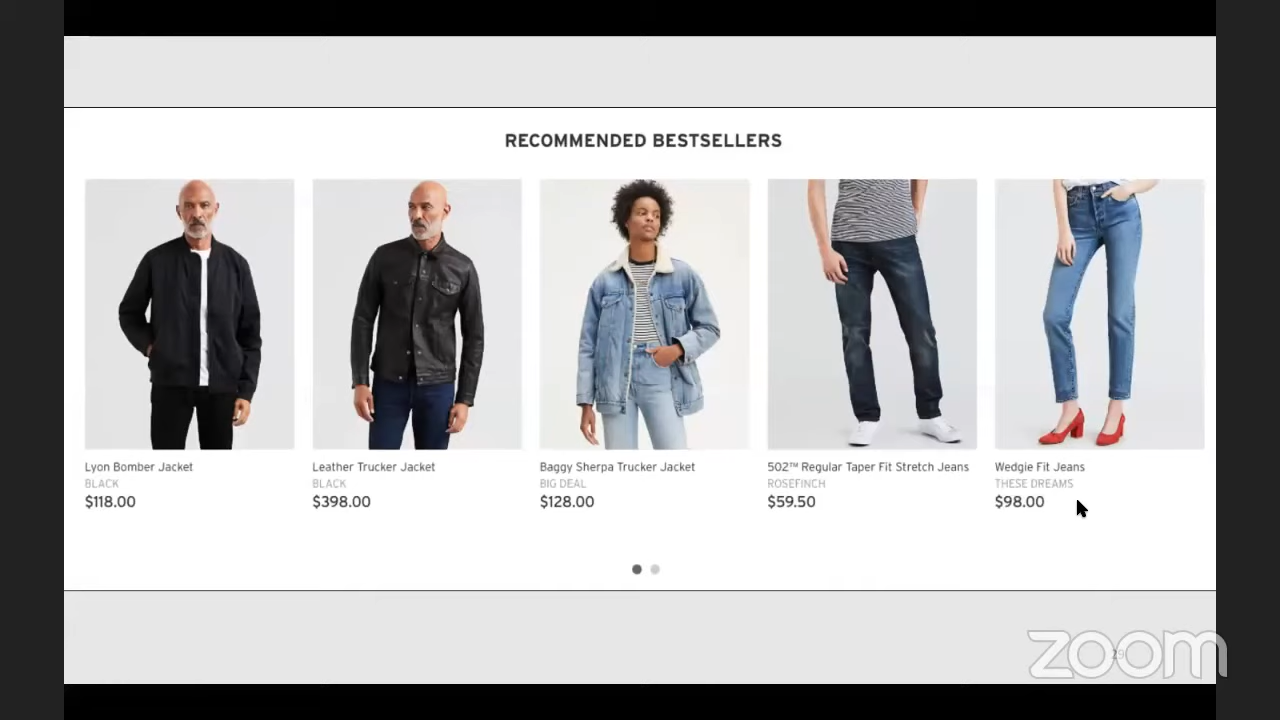 RECOMMENDED BESTSELLERS
Lyon Bomber Jacket
BLACK
$118.00
Leather Trucker Jacket
BLACK
$398.00
Baggy Sherpa Trucker Jacket
BIG DEAL
$128.00
502™ Regular Taper Fit Stretch Jeans
ROSEFINCH
$59.50
Wedgie Fit Jeans
THESE DREAMS
$98.00
29
zoom